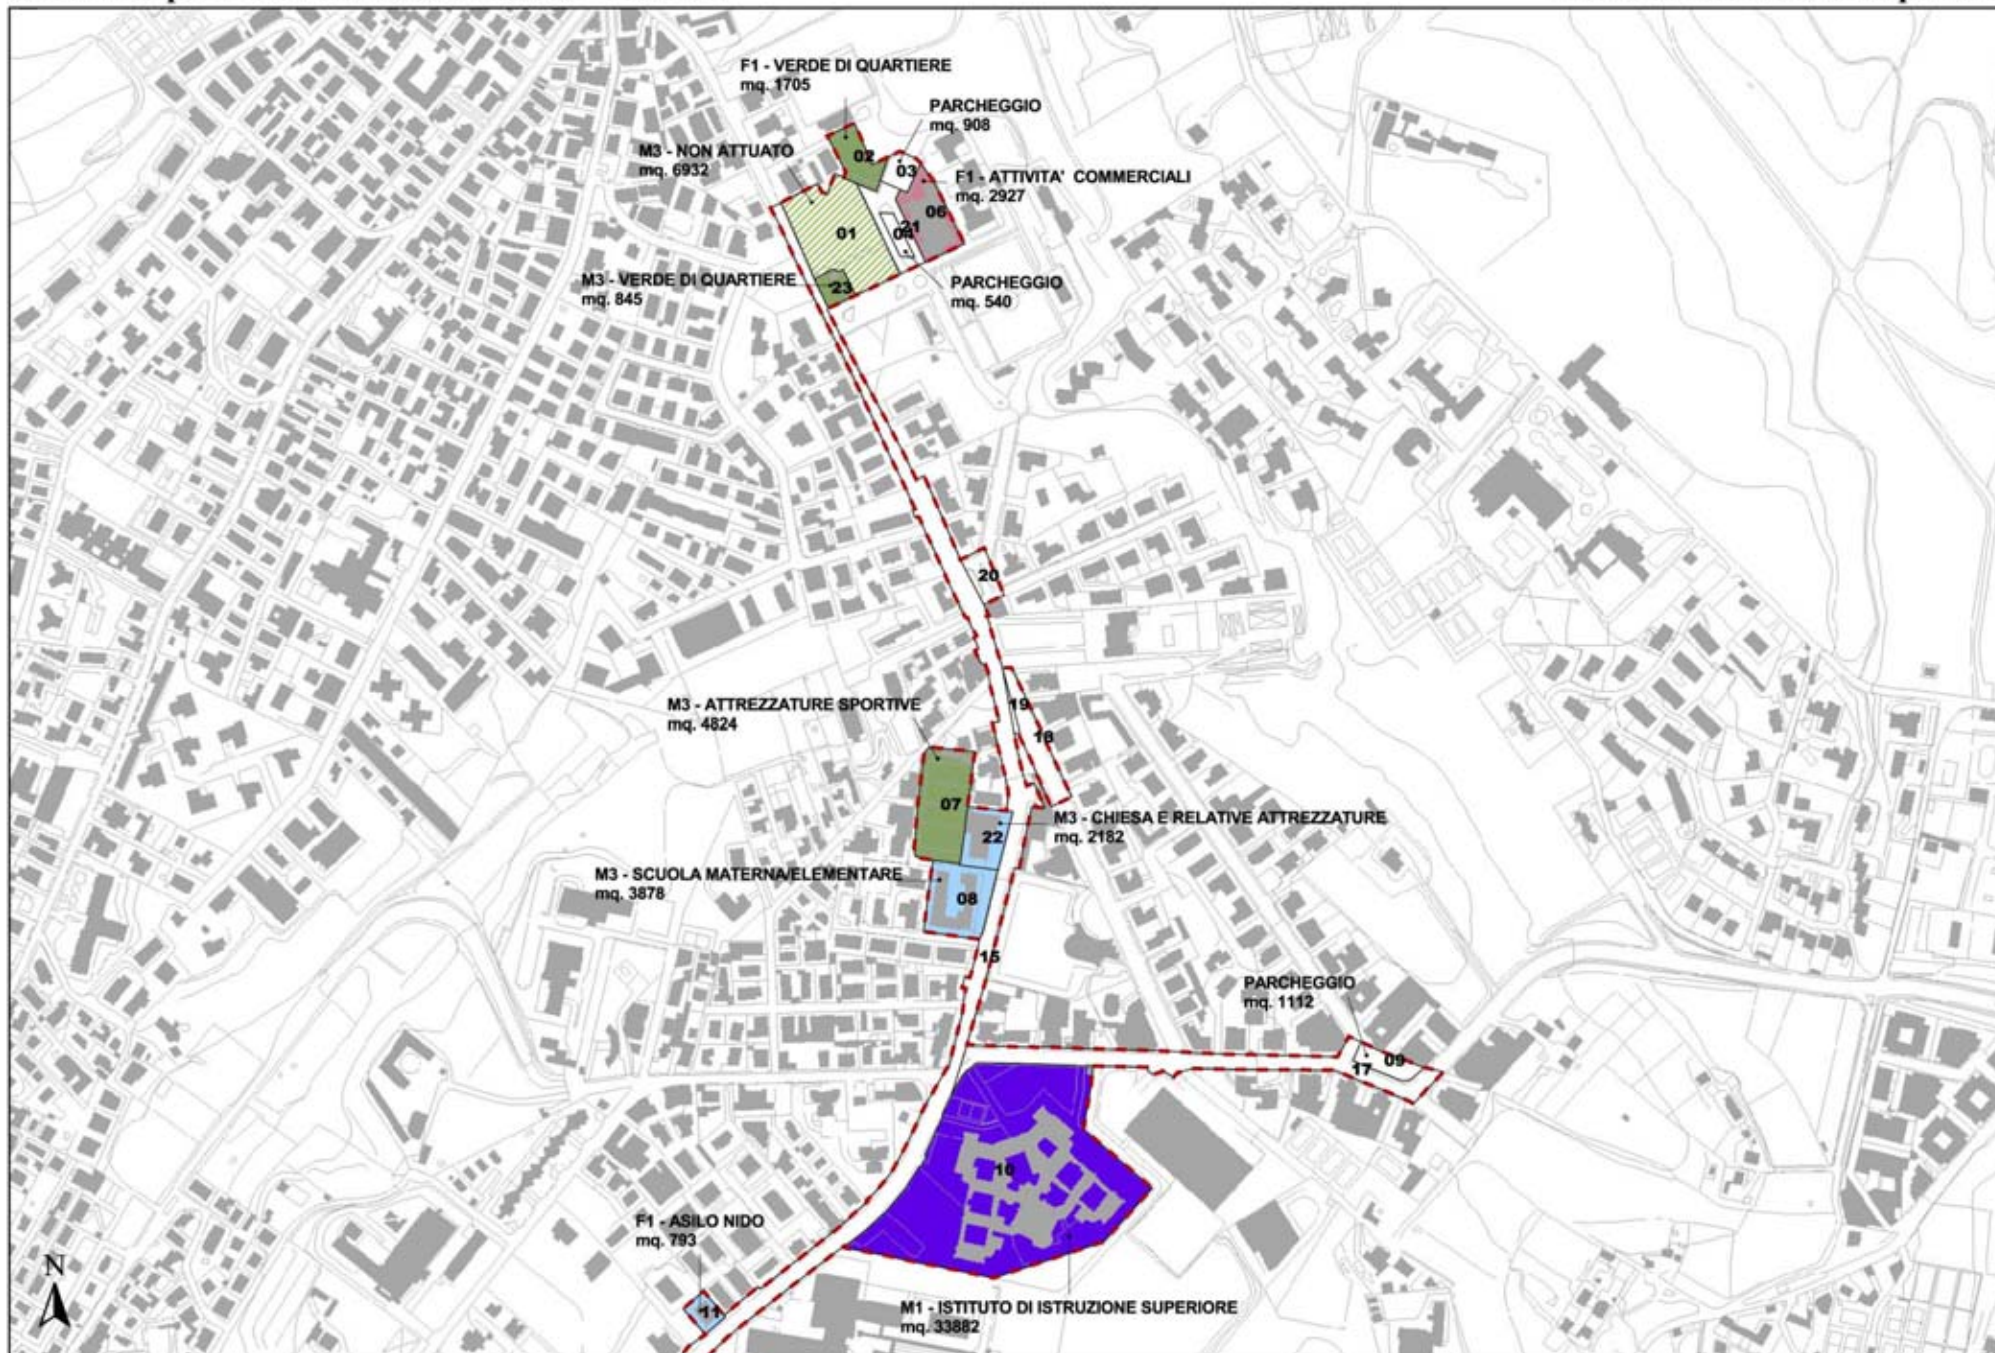 F1 - VERDE DI QUARTIERE
mq. 1705
PARCHEGGIO
mq. 908
M3 - NON ATTUATO
mq. 6932
02
03
F1 - ATTIVITA' COMMERCIALI
mq. 2927
06
21
04
01
M3 - VERDE DI QUARTIERE
mq. 845
23
PARCHEGGIO
mq. 540
20
19
18
M3 - ATTREZZATURE SPORTIVE
mq. 4824
07
M3 - CHIESA E RELATIVE ATTREZZATURE
mq. 2182
22
M3 - SCUOLA MATERNA/ELEMENTARE
mq. 3878
08
15
PARCHEGGIO
mq. 1112
09
17
10
F1 - ASILO NIDO
mq. 793
11
N
M1 - ISTITUTO DI ISTRUZIONE SUPERIORE
mq. 33882